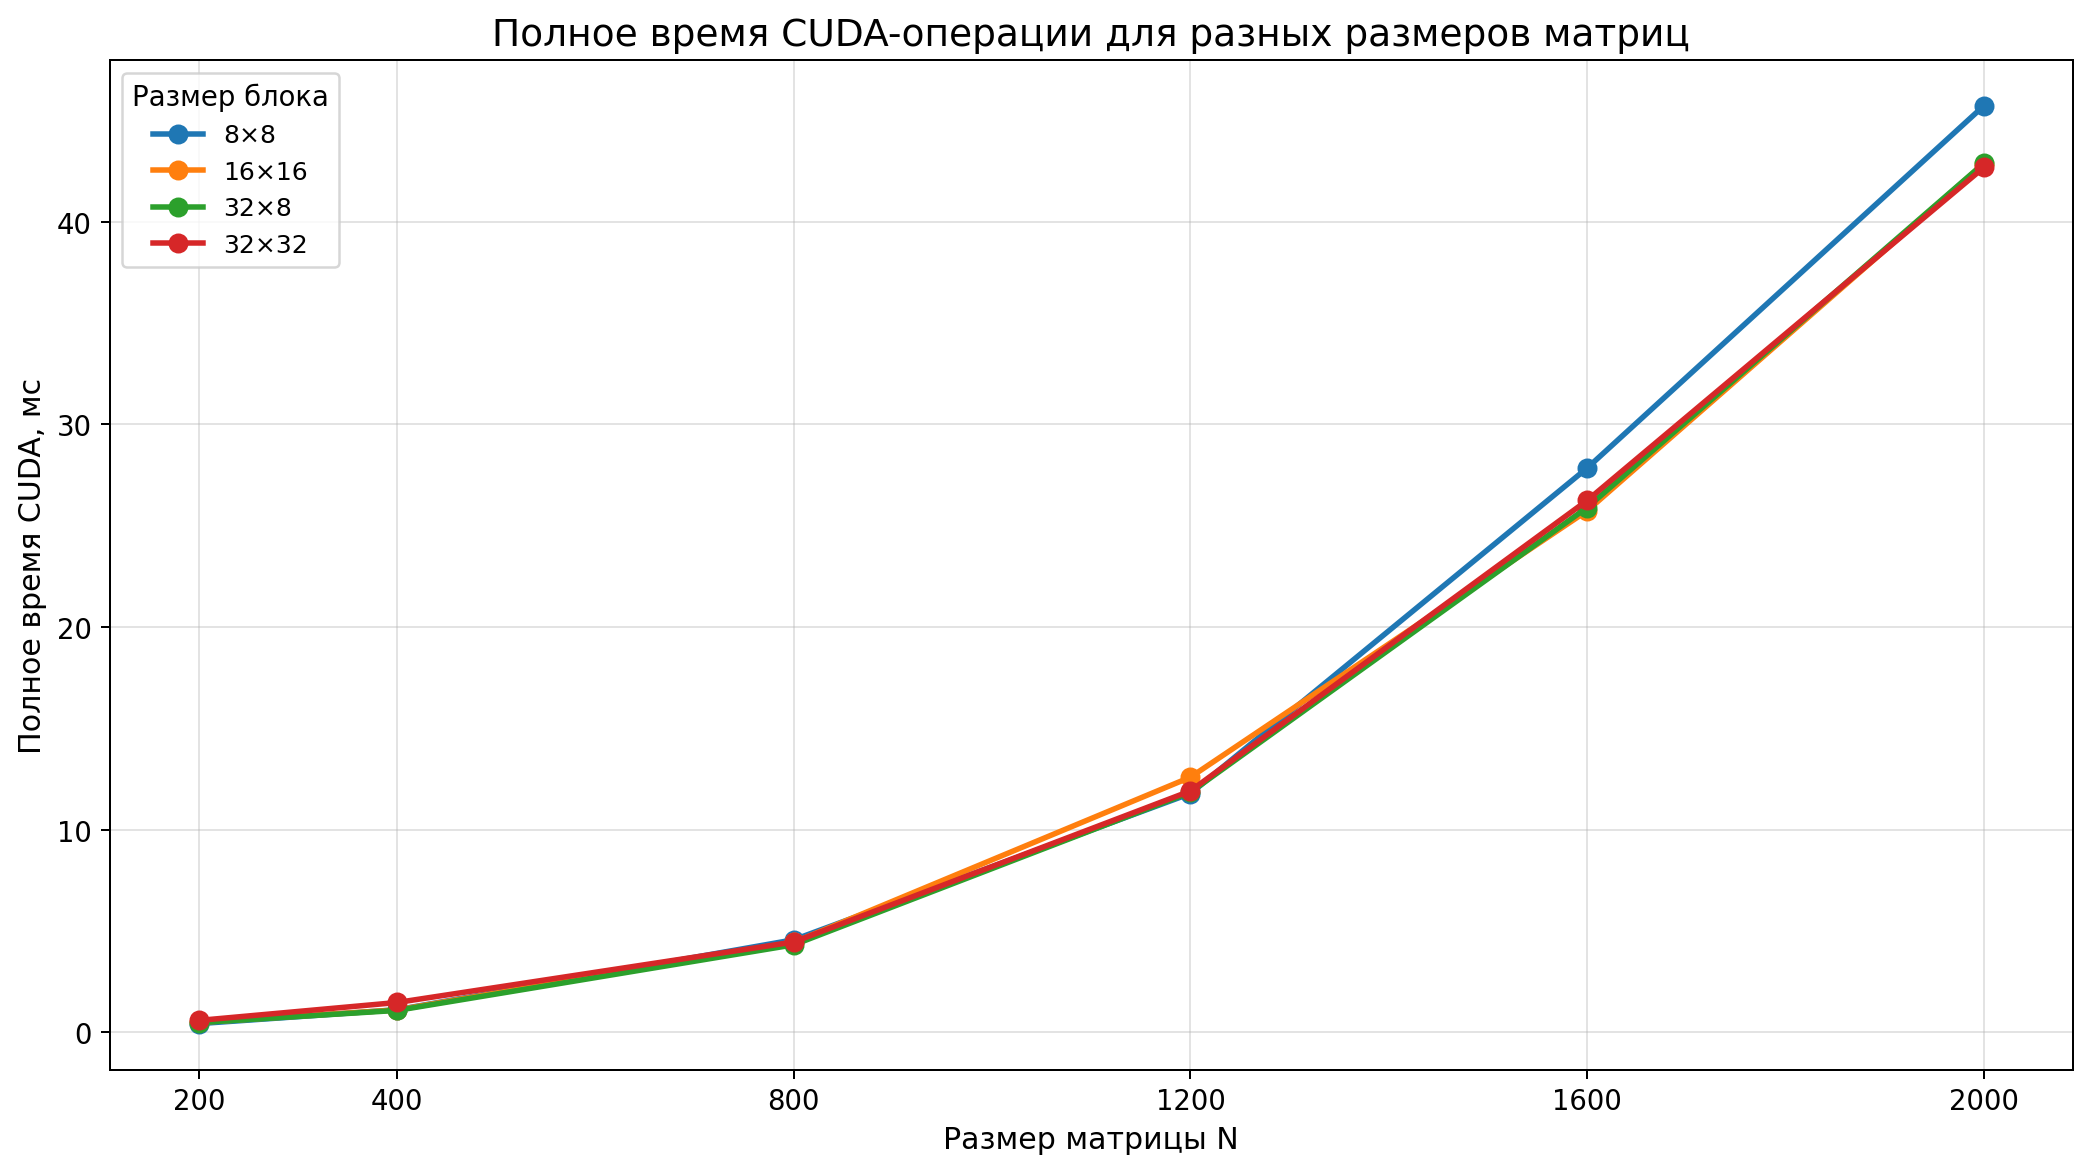 Полное время CUDA-операции для разных размеров матриц
Размер блока
8×8
16×16
32×8
32×32
Полное время CUDA, мс
40
30
20
10
0
200 400 800 1200 1600 2000
Размер матрицы N